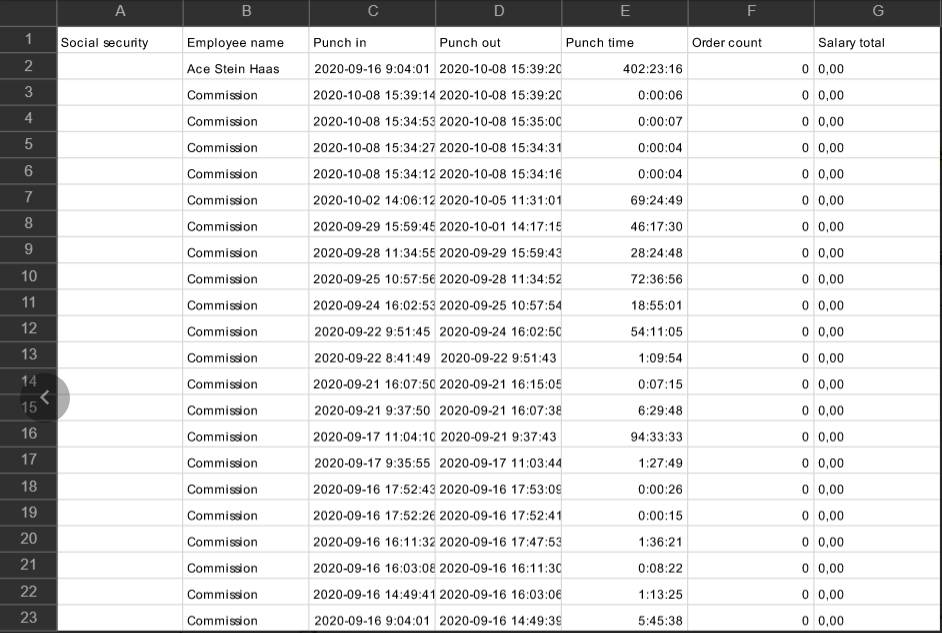 A B C D E F G
1 Social security Employee name Punch in Punch out Punch time Order count Salary total
2 Ace Stein Haas 2020-09-16 9:04:01 2020-10-08 15:39:20 402:23:16 0 0,00
3 Commission 2020-10-08 15:39:14 2020-10-08 15:39:20 0:00:06 0 0,00
4 Commission 2020-10-08 15:34:53 2020-10-08 15:35:00 0:00:07 0 0,00
5 Commission 2020-10-08 15:34:27 2020-10-08 15:34:31 0:00:04 0 0,00
6 Commission 2020-10-08 15:34:12 2020-10-08 15:34:16 0:00:04 0 0,00
7 Commission 2020-10-02 14:06:12 2020-10-05 11:31:01 69:24:49 0 0,00
8 Commission 2020-09-29 15:59:45 2020-10-01 14:17:15 46:17:30 0 0,00
9 Commission 2020-09-28 11:34:55 2020-09-29 15:59:43 28:24:48 0 0,00
10 Commission 2020-09-25 10:57:56 2020-09-28 11:34:52 72:36:56 0 0,00
11 Commission 2020-09-24 16:02:53 2020-09-25 10:57:54 18:55:01 0 0,00
12 Commission 2020-09-22 9:51:45 2020-09-24 16:02:50 54:11:05 0 0,00
13 Commission 2020-09-22 8:41:49 2020-09-22 9:51:43 1:09:54 0 0,00
14 Commission 2020-09-21 16:07:50 2020-09-21 16:15:05 0:07:15 0 0,00
15 Commission 2020-09-21 9:37:50 2020-09-21 16:07:38 6:29:48 0 0,00
16 Commission 2020-09-17 11:04:10 2020-09-21 9:37:43 94:33:33 0 0,00
17 Commission 2020-09-17 9:35:55 2020-09-17 11:03:44 1:27:49 0 0,00
18 Commission 2020-09-16 17:52:43 2020-09-16 17:53:09 0:00:26 0 0,00
19 Commission 2020-09-16 17:52:26 2020-09-16 17:52:41 0:00:15 0 0,00
20 Commission 2020-09-16 16:11:32 2020-09-16 17:47:53 1:36:21 0 0,00
21 Commission 2020-09-16 16:03:08 2020-09-16 16:11:30 0:08:22 0 0,00
22 Commission 2020-09-16 14:49:41 2020-09-16 16:03:06 1:13:25 0 0,00
23 Commission 2020-09-16 9:04:01 2020-09-16 14:49:39 5:45:38 0 0,00